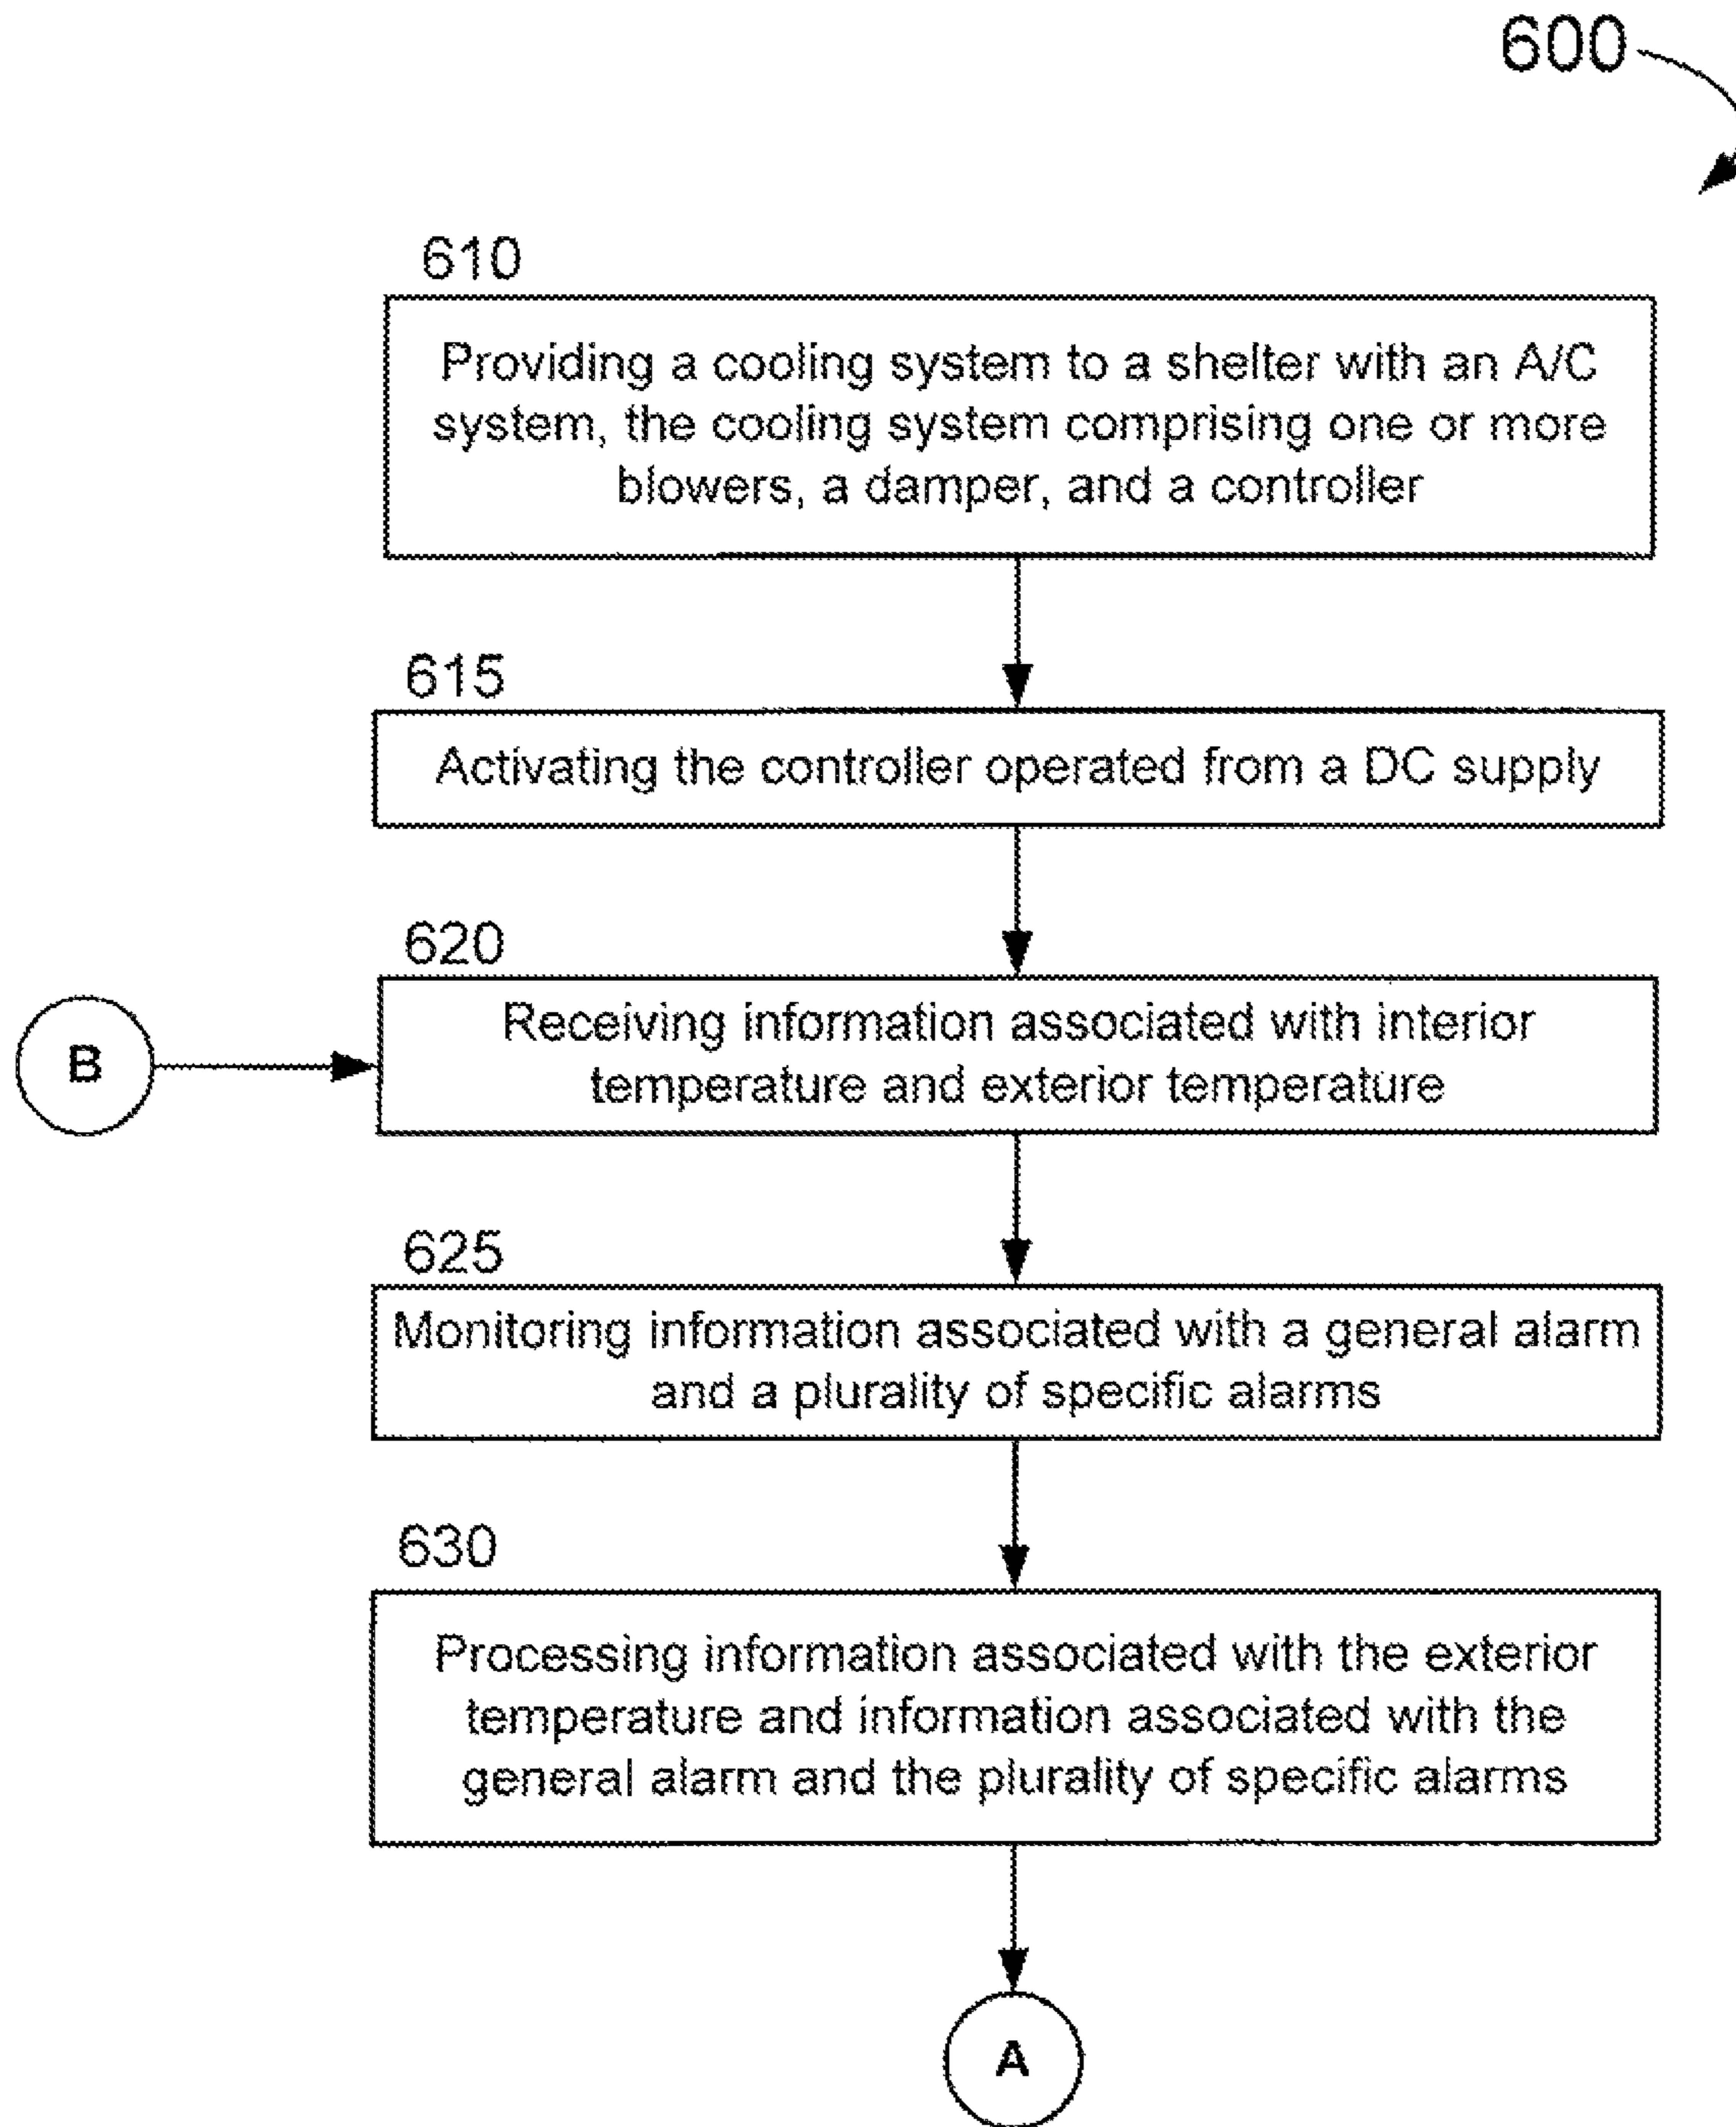 600
610
Providing a cooling system to a shelter with an A/C
system, the cooling system comprising one or more
blowers, a damper, and a controller
615
Activating the controller operated from a DC supply
620
B
Receiving information associated with interior
temperature and exterior temperature
625
Monitoring information associated with a general alarm
and a plurality of specific alarms
630
Processing information associated with the exterior
temperature and information associated with the
general alarm and the plurality of specific alarms
A